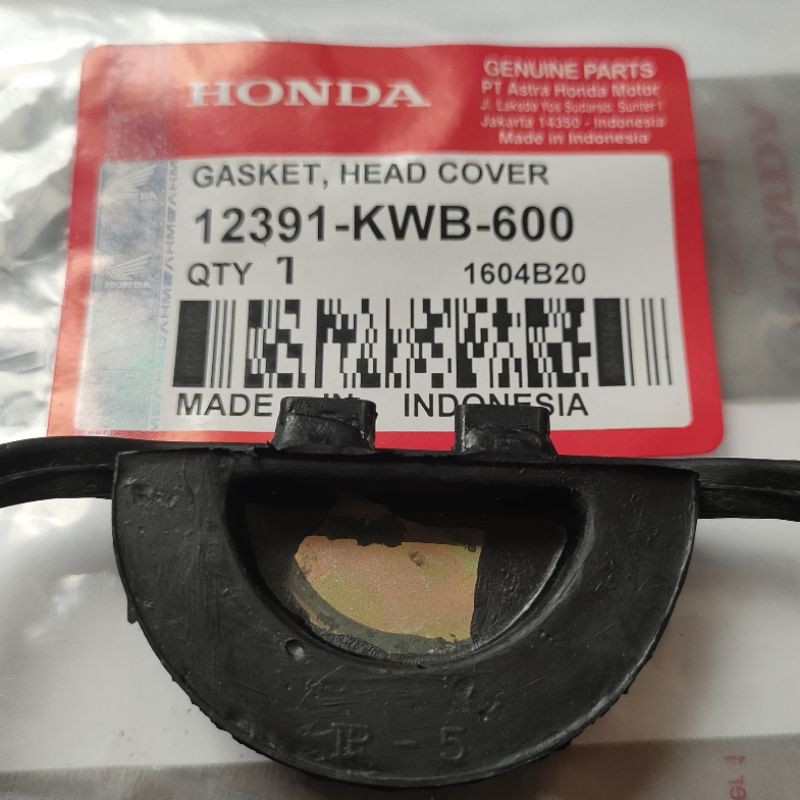 HONDA
GENUINE PARTS
PT Astra Honda Motor
Jl. Laksda Yos Sudarso. Sunter I
Jakarta 14350 - Indonesia
Made in Indonesia
GASKET, HEAD COVER
12391-KWB-600
QTY 1 1604B20
MADE IN INDONESIA
HONDA
P - 5